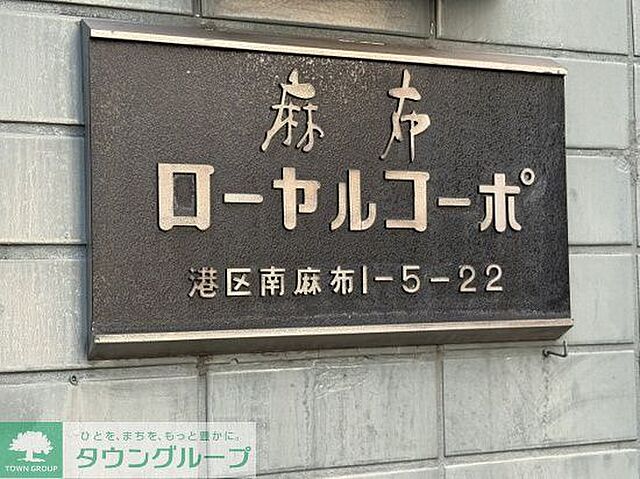 麻布
ローヤルコーポ
港区南麻布1-5-22
ひとを、まちを、もっと豊かに。
タウングループ
TOWN GROUP